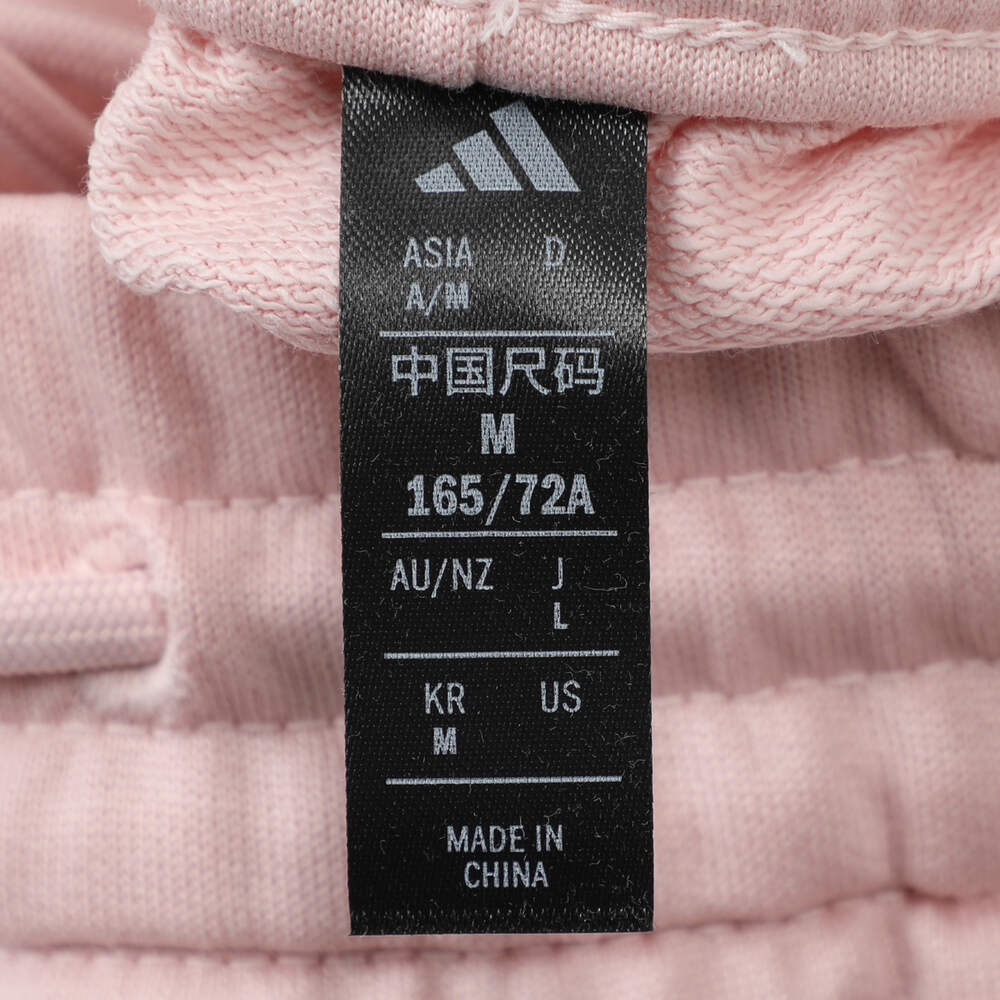 ASIA D
A/M
中国尺码
M
165/72A
AU/NZ J
L
KR US
M
MADE IN
CHINA